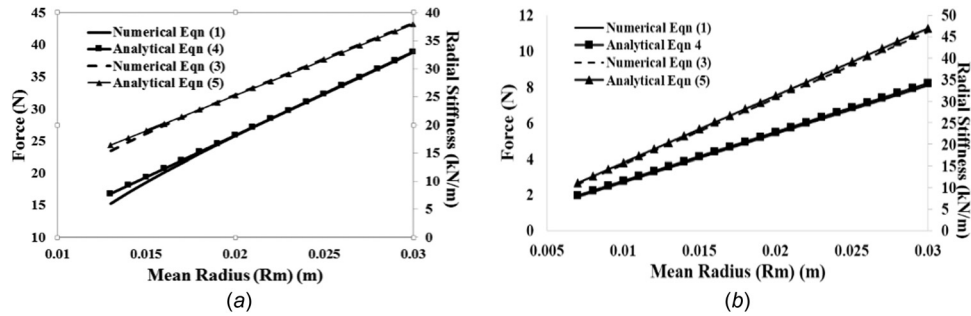 45
40
35
30
25
20
15
10
Force (N)
Numerical Eqn (1)
Analytical Eqn (4)
Numerical Eqn (3)
Analytical Eqn (5)
40
35
30
25
20
15
10
5
0
Radial Stiffness (kN/m)
0.01
0.015
0.02
0.025
0.03
Mean Radius (Rm) (m)
(a)
12
10
8
6
4
2
0
Force (N)
Numerical Eqn (1)
Analytical Eqn 4
Numerical Eqn (3)
Analytical Eqn (5)
50
45
40
35
30
25
20
15
10
5
0
Radial Stiffness (kN/m)
0.005
0.01
0.015
0.02
0.025
0.03
Mean Radius (Rm) (m)
(b)